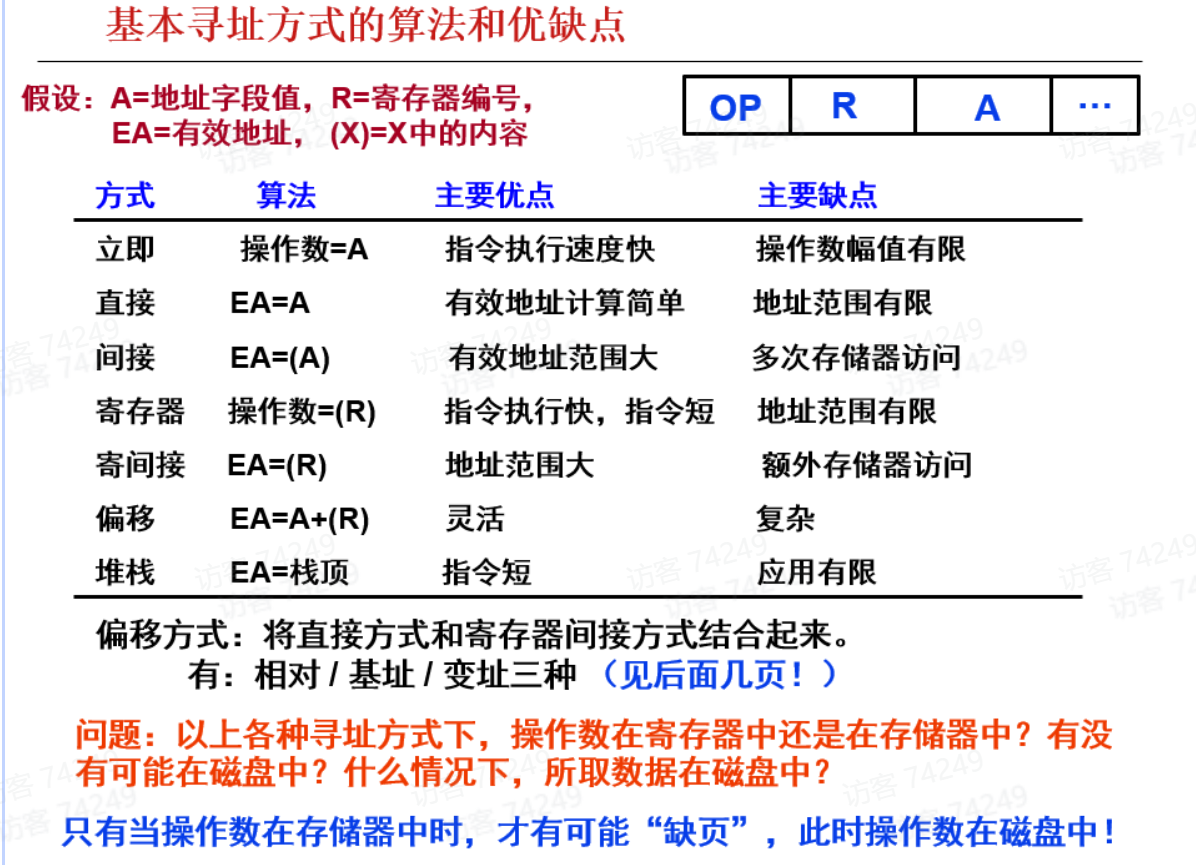 基本寻址方式的算法和优缺点
假设：A=地址字段值，R=寄存器编号，
EA=有效地址， (X)=X中的内容
OP R A …
方式 算法 主要优点 主要缺点
立即 操作数=A 指令执行速度快 操作数幅值有限
直接 EA=A 有效地址计算简单 地址范围有限
间接 EA=(A) 有效地址范围大 多次存储器访问
寄存器 操作数=(R) 指令执行快，指令短 地址范围有限
寄间接 EA=(R) 地址范围大 额外存储器访问
偏移 EA=A+(R) 灵活 复杂
堆栈 EA=栈顶 指令短 应用有限
偏移方式：将直接方式和寄存器间接方式结合起来。
有：相对 / 基址 / 变址三种 （见后面几页！）
问题：以上各种寻址方式下，操作数在寄存器中还是在存储器中？有没
有可能在磁盘中？什么情况下，所取数据在磁盘中？
只有当操作数在存储器中时，才有可能“缺页”，此时操作数在磁盘中！
访客 74249